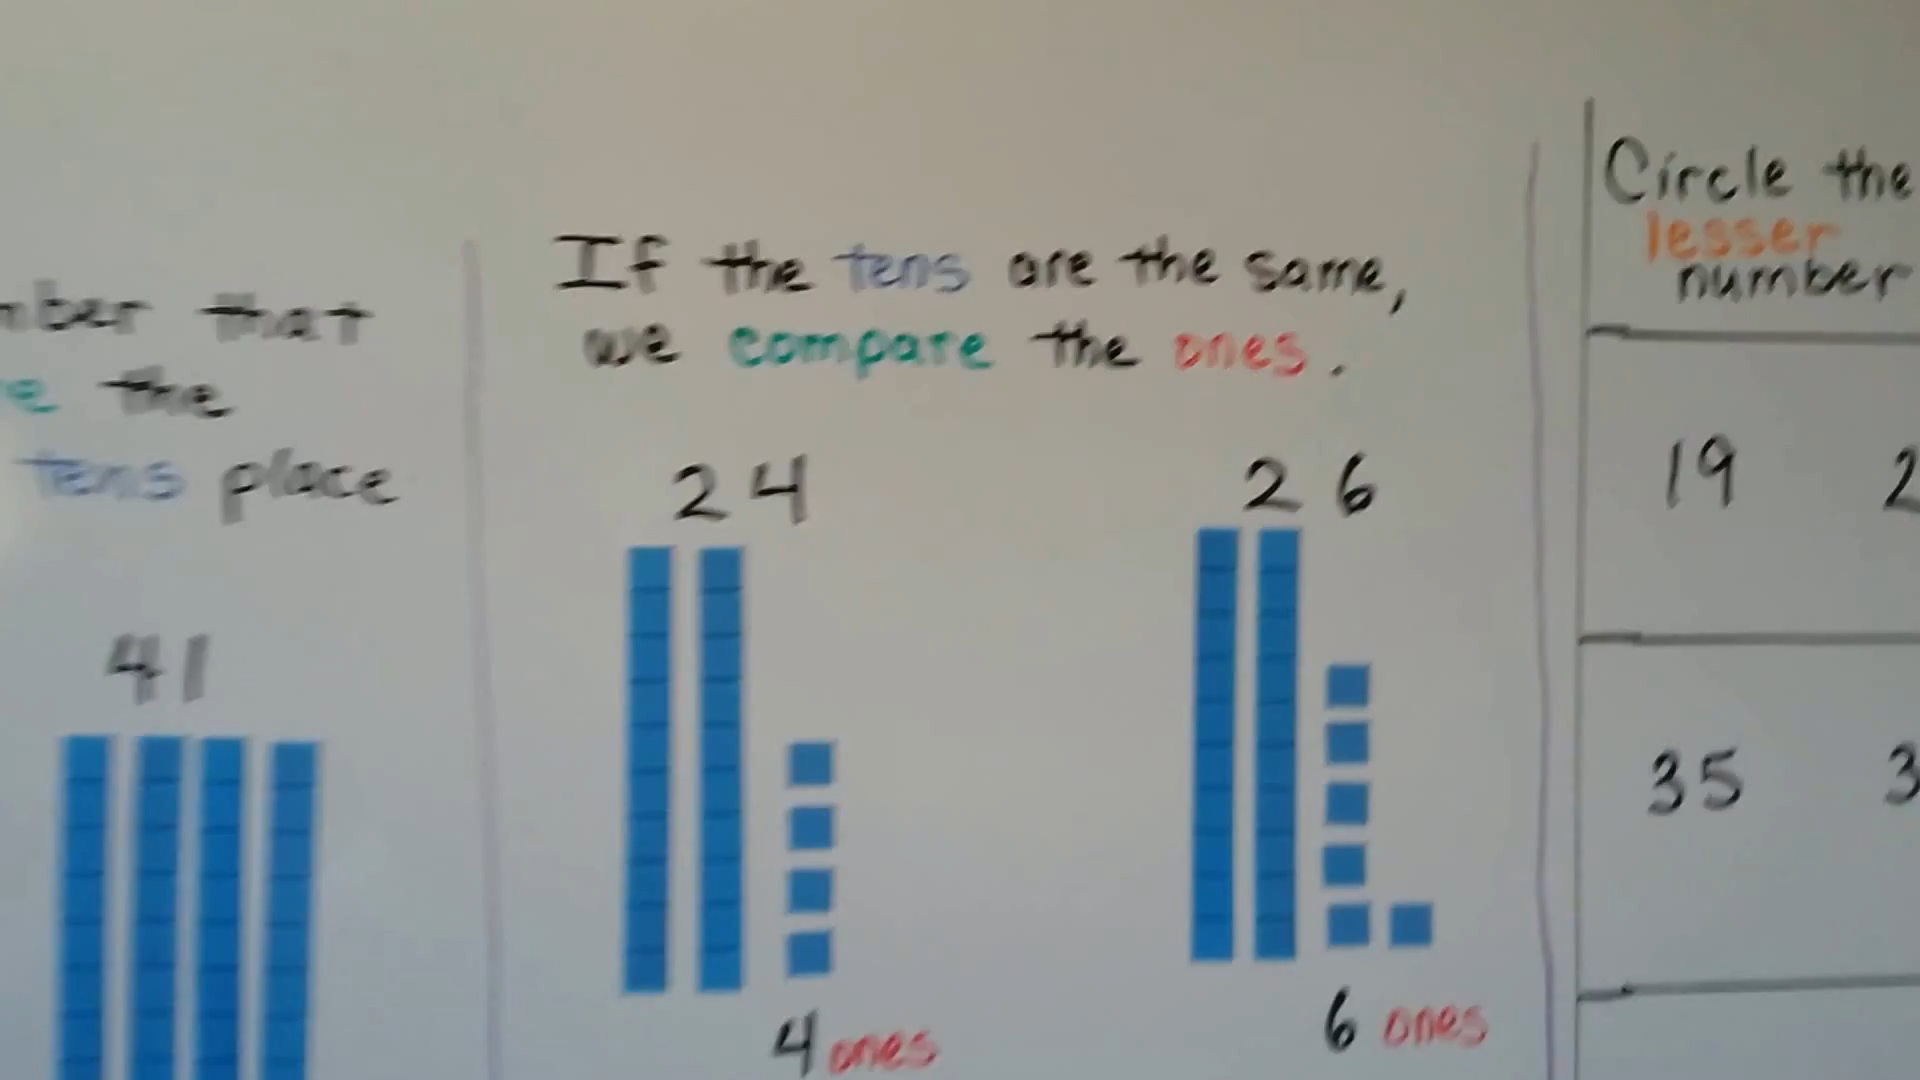 that
the
tens place
41
If the tens are the same,
we compare the ones.
24 26
4 ones 6 ones
Circle the
lesser
number
19
35